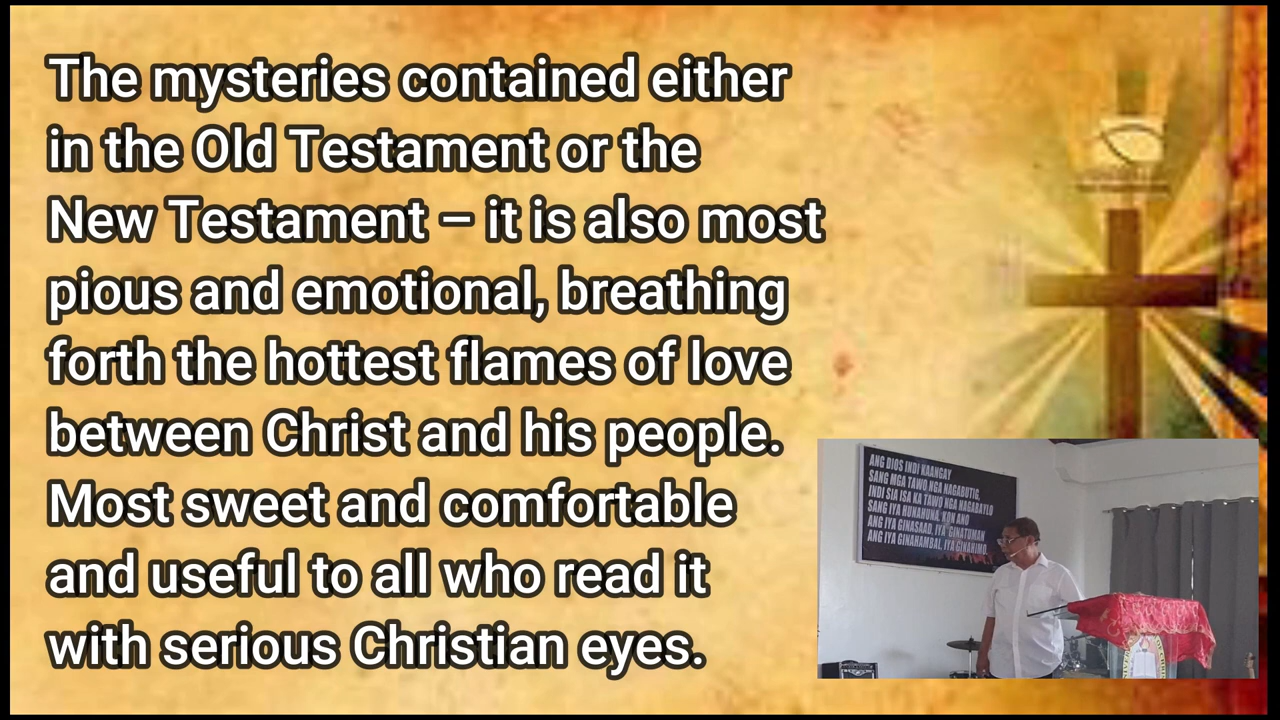 The mysteries contained either
in the Old Testament or the
New Testament – it is also most
pious and emotional, breathing
forth the hottest flames of love
between Christ and his people.
Most sweet and comfortable
and useful to all who read it
with serious Christian eyes.
ANG DIOS INDI KAANGAY
SANG MGA TAWO NGA NAGABUTIG,
INDI SIA ISA KA TAWO NGA NAGABAYLO
SANG IYA HUNAHUNA, KON ANO
ANG IYA GINASAAD, IYA GINATUMAN
ANG IYA GINAHAMBAL, IYA GINAHIMO.